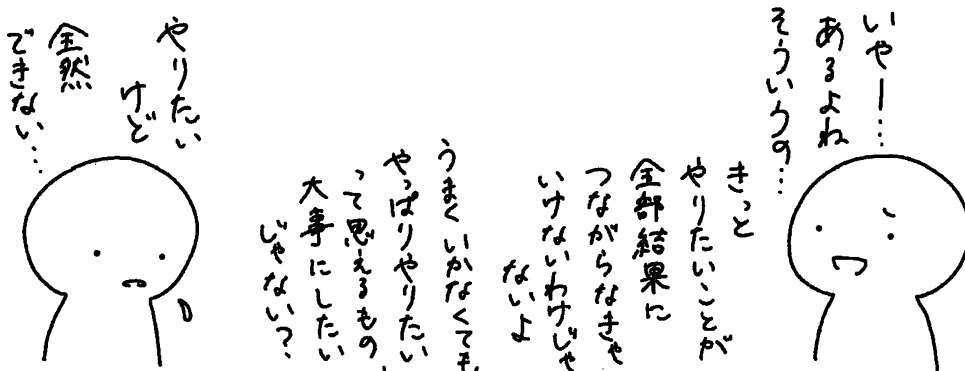 いやー…
あるよね
そういうの…
きっと
やりたいことが
全部結果に
つながらなきゃ
いけないわけじゃ
ないよ
うまくいかなくても
やっぱりやりたい
って思えるもの
大事にしたい
じゃない?
やりたい
けど
全然
できない…